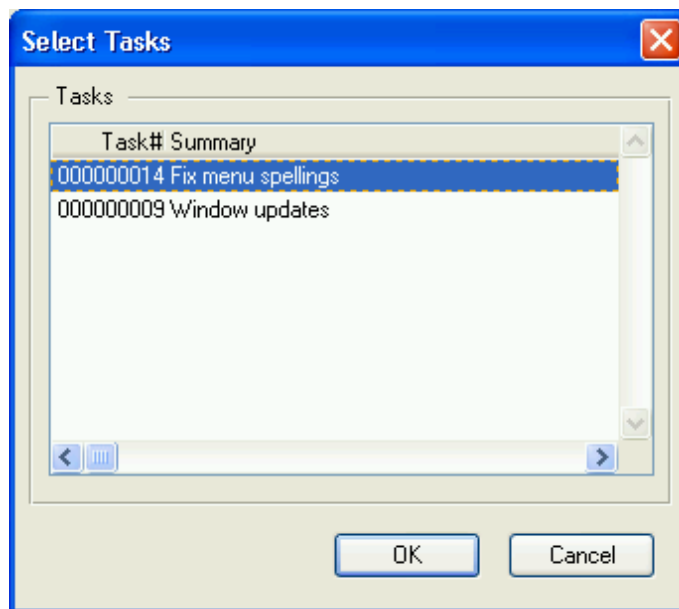 Select Tasks
Tasks
Task# Summary
000000014 Fix menu spellings
000000009 Window updates
OK Cancel